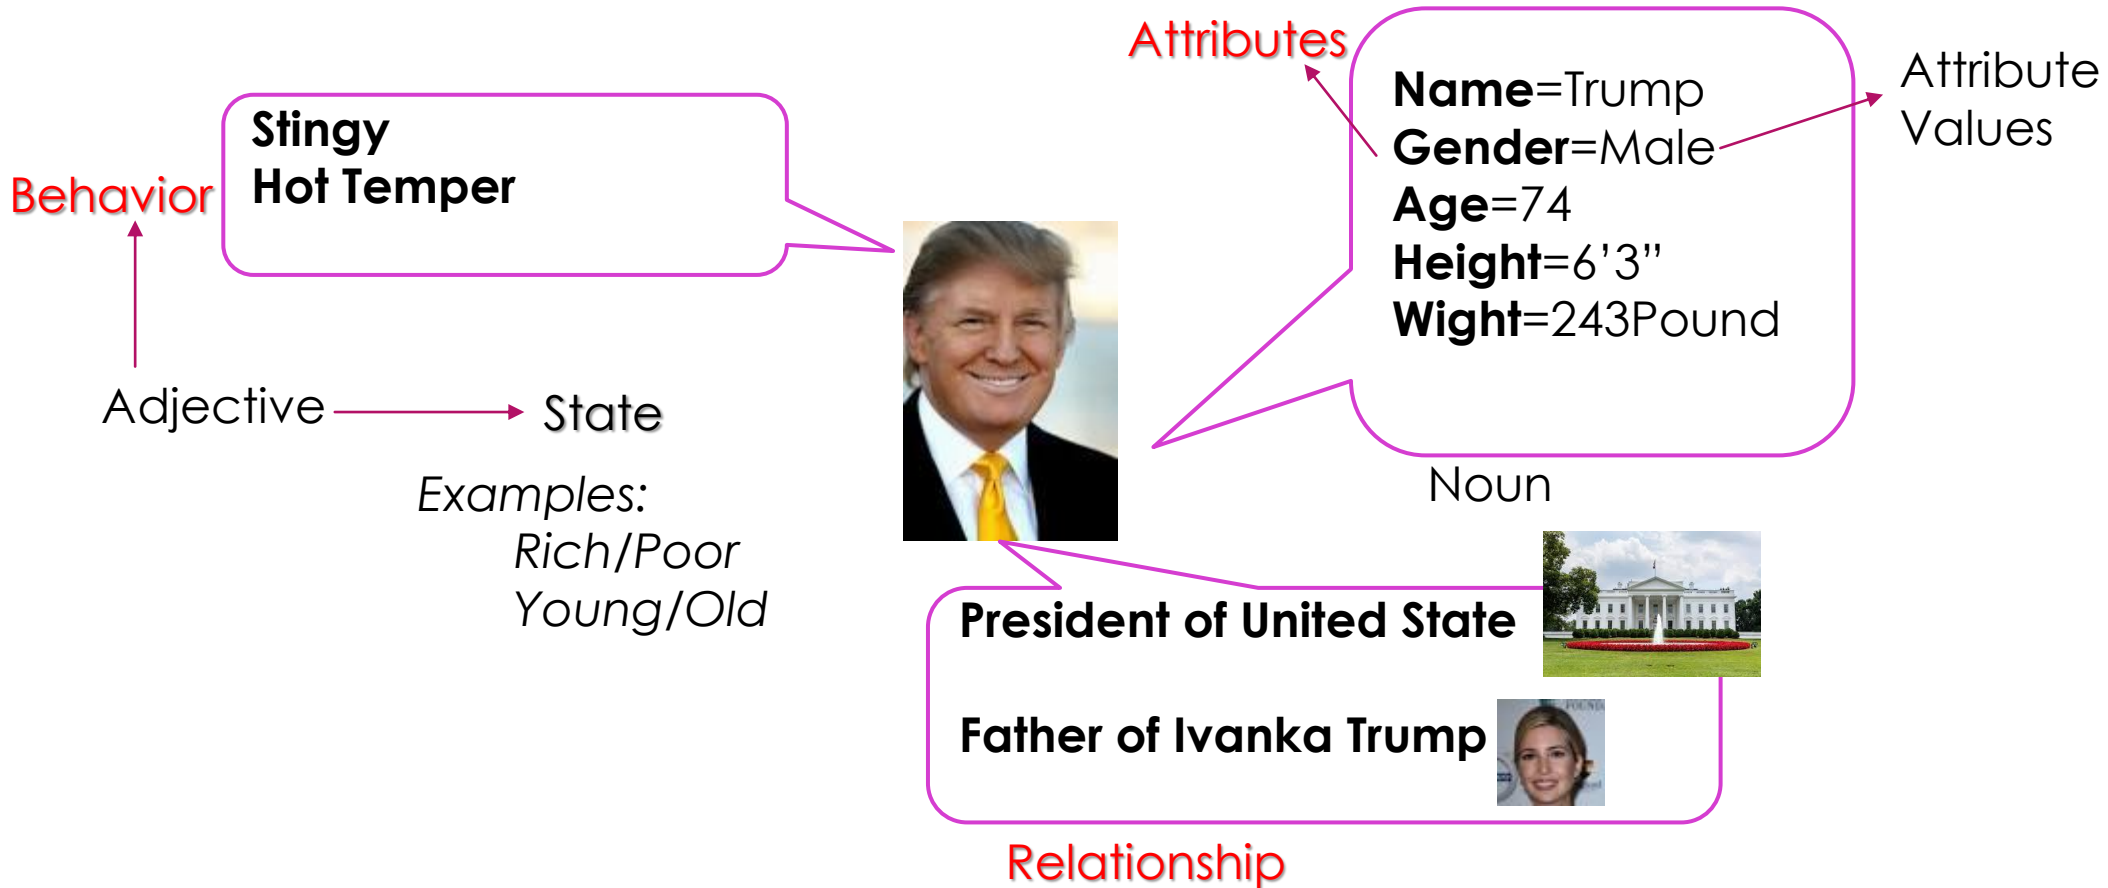 Attributes
Name=Trump
Gender=Male
Age=74
Height=6’3”
Wight=243Pound
Attribute
Values
Noun
Stingy
Hot Temper
Behavior
Adjective
State
Examples:
Rich/Poor
Young/Old
President of United State
Father of Ivanka Trump
Relationship